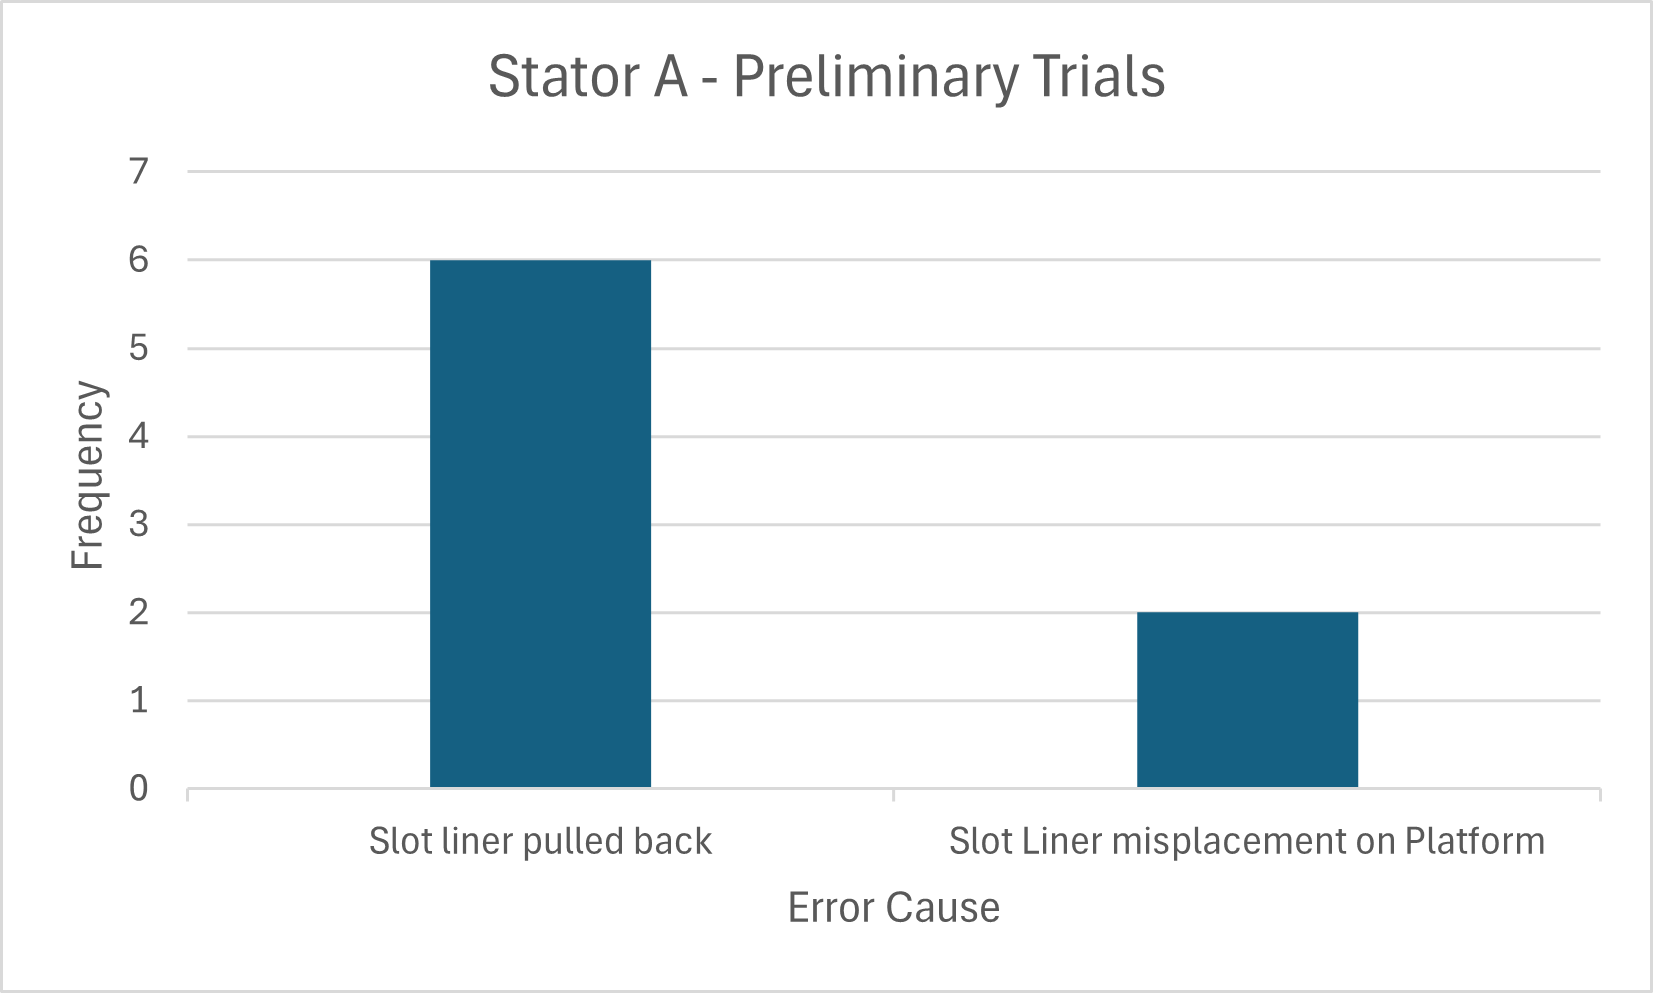 Stator A - Preliminary Trials
7
6
5
4
3
2
1
0
Frequency
Slot liner pulled back
Slot Liner misplacement on Platform
Error Cause